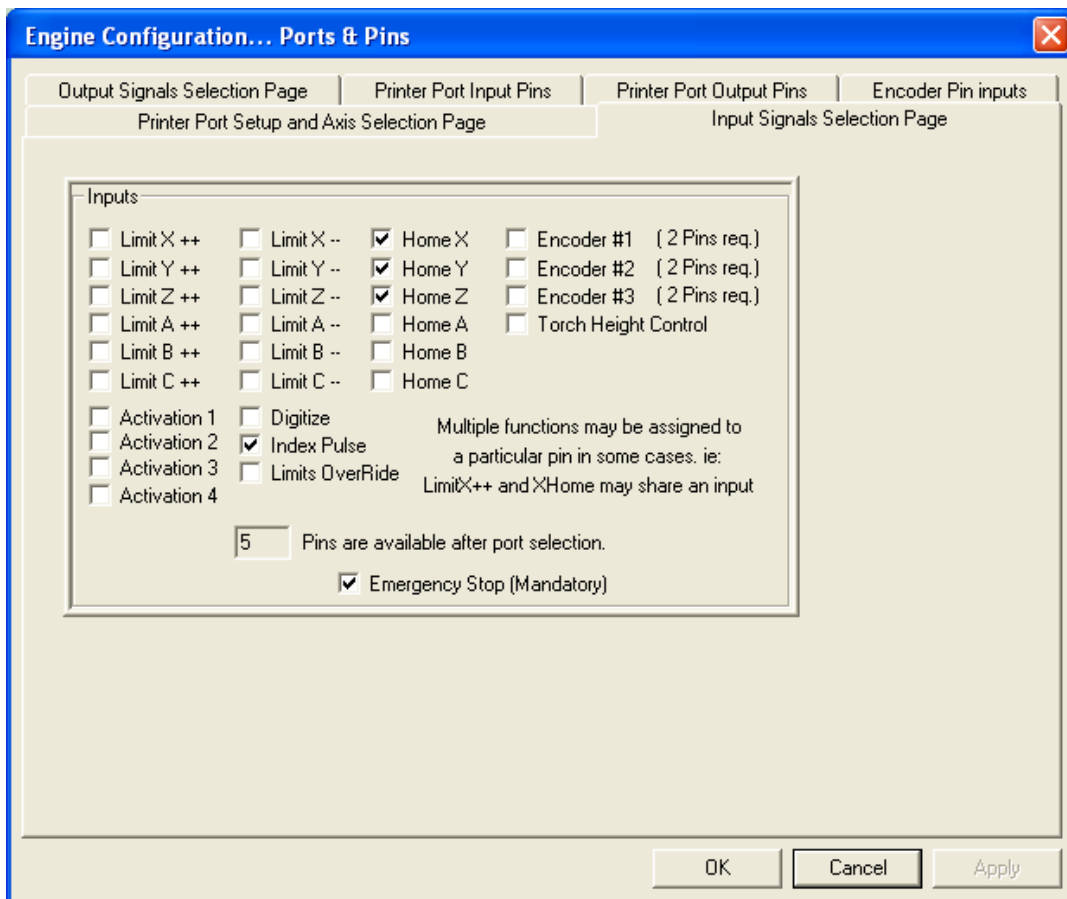 Engine Configuration... Ports & Pins
Output Signals Selection Page Printer Port Input Pins Printer Port Output Pins Encoder Pin inputs
Printer Port Setup and Axis Selection Page Input Signals Selection Page
Inputs
Limit X ++ Limit X -- Home X Encoder #1 ( 2 Pins req.)
Limit Y ++ Limit Y -- Home Y Encoder #2 ( 2 Pins req.)
Limit Z ++ Limit Z -- Home Z Encoder #3 ( 2 Pins req.)
Limit A ++ Limit A -- Home A Torch Height Control
Limit B ++ Limit B -- Home B
Limit C ++ Limit C -- Home C
Activation 1 Digitize
Activation 2 Index Pulse
Activation 3 Limits OverRide
Activation 4
Multiple functions may be assigned to
a particular pin in some cases. ie:
LimitX++ and XHome may share an input
5 Pins are available after port selection.
Emergency Stop (Mandatory)
OK Cancel Apply